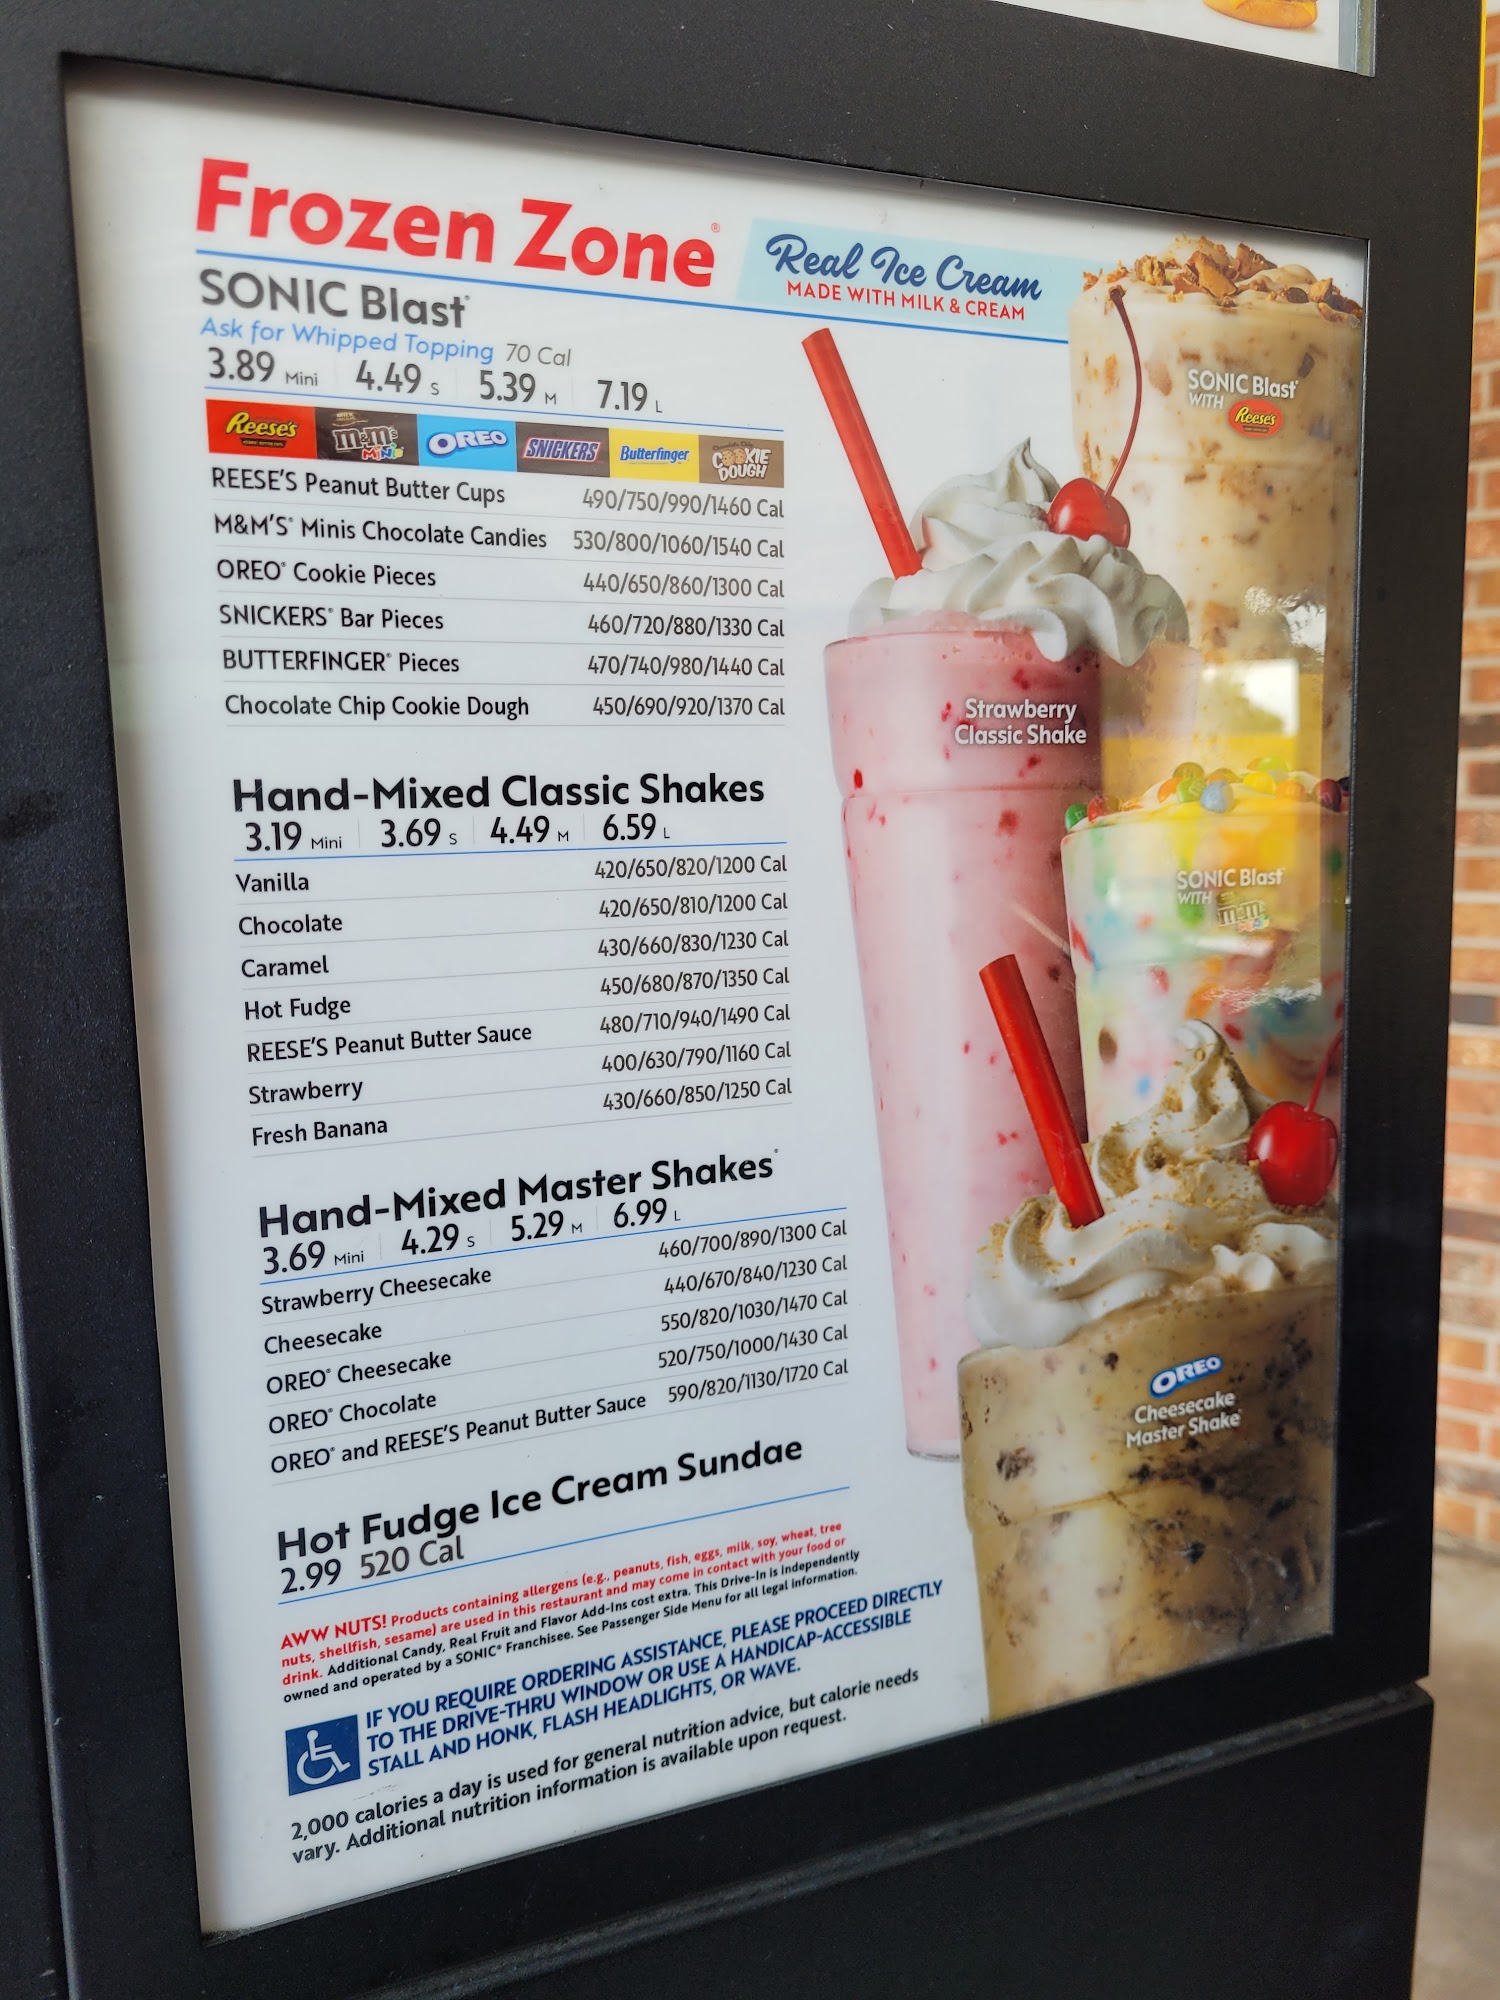 Frozen Zone®
Real Ice Cream
MADE WITH MILK & CREAM
SONIC Blast®
Ask for Whipped Topping 70 Cal
3.89 Mini 4.49 S 5.39 M 7.19 L
REESE'S M&M'S MINIS OREO SNICKERS Butterfinger COOKIE DOUGH
REESE'S Peanut Butter Cups 490/750/990/1460 Cal
M&M'S® Minis Chocolate Candies 530/800/1060/1540 Cal
OREO® Cookie Pieces 440/650/860/1300 Cal
SNICKERS® Bar Pieces 460/720/880/1330 Cal
BUTTERFINGER® Pieces 470/740/980/1440 Cal
Chocolate Chip Cookie Dough 450/690/920/1370 Cal
Hand-Mixed Classic Shakes
3.19 Mini 3.69 S 4.49 M 6.59 L
Vanilla 420/650/820/1200 Cal
Chocolate 420/650/810/1200 Cal
Caramel 430/660/830/1230 Cal
Hot Fudge 450/680/870/1350 Cal
REESE'S Peanut Butter Sauce 480/710/940/1490 Cal
Strawberry 400/630/790/1160 Cal
Fresh Banana 430/660/850/1250 Cal
Hand-Mixed Master Shakes®
3.69 Mini 4.29 S 5.29 M 6.99 L
Strawberry Cheesecake 460/700/890/1300 Cal
Cheesecake 440/670/840/1230 Cal
OREO® Cheesecake 550/820/1030/1470 Cal
OREO® Chocolate 520/750/1000/1430 Cal
OREO® and REESE'S Peanut Butter Sauce 590/820/1130/1720 Cal
Hot Fudge Ice Cream Sundae
2.99 520 Cal
AWW NUTS! Products containing allergens (e.g., peanuts, fish, eggs, milk, soy, wheat, tree
nuts, shellfish, sesame) are used in this restaurant and may come in contact with your food or
drink. Additional Candy, Real Fruit and Flavor Add-Ins cost extra. This Drive-In is independently
owned and operated by a SONIC® Franchisee. See Passenger Side Menu for all legal information.
IF YOU REQUIRE ORDERING ASSISTANCE, PLEASE PROCEED DIRECTLY
TO THE DRIVE-THRU WINDOW OR USE A HANDICAP-ACCESSIBLE
STALL AND HONK, FLASH HEADLIGHTS, OR WAVE.
2,000 calories a day is used for general nutrition advice, but calorie needs
vary. Additional nutrition information is available upon request.
SONIC Blast®
WITH REESE'S
Strawberry
Classic Shake
SONIC Blast®
WITH m&m's
MINIS
OREO
Cheesecake
Master Shake®